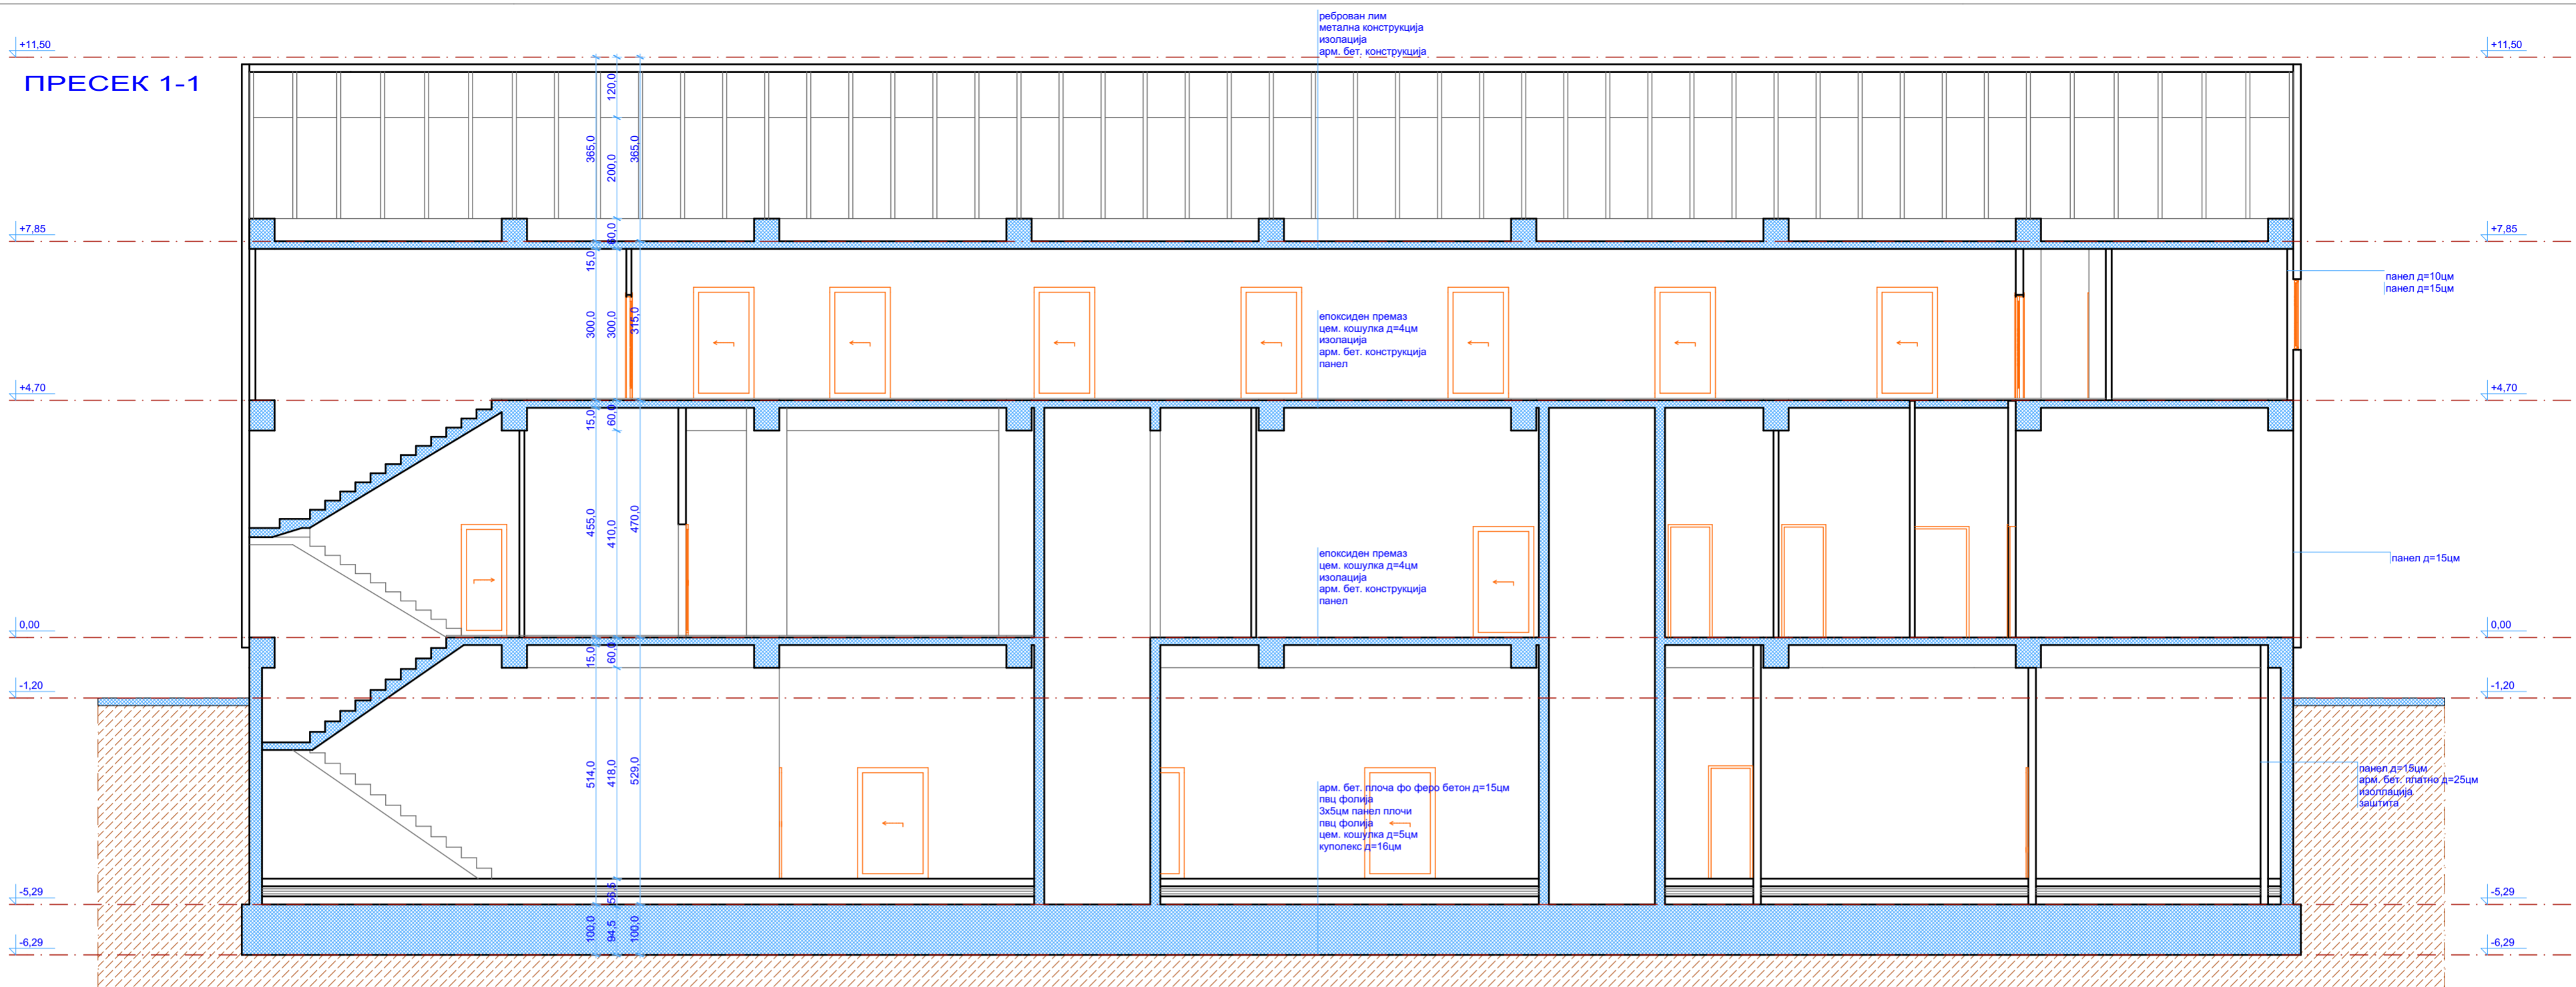 реброван лим
метална конструкција
изолација
арм. бет. конструкција
+11,50
+11,50
ПРЕСЕК 1-1
120,0
365,0
200,0
365,0
+7,85
60,0
+7,85
15,0
панел д=10цм
панел д=15цм
300,0
300,0
315,0
епоксиден премаз
цем. кошулка д=4цм
изолација
арм. бет. конструкција
панел
+4,70
+4,70
15,0
60,0
455,0
410,0
470,0
епоксиден премаз
цем. кошулка д=4цм
изолација
арм. бет. конструкција
панел
панел д=15цм
0,00
0,00
15,0
60,0
-1,20
-1,20
514,0
418,0
529,0
арм. бет. плоча фо феро бетон д=15цм
пвц фолија
3х5цм панел плочи
пвц фолија
цем. кошулка д=5цм
куполекс д=16цм
панел д=15цм
арм. бет. платно д=25цм
изоллација
заштита
-5,29
56,5
-5,29
100,0
94,5
100,0
-6,29
-6,29